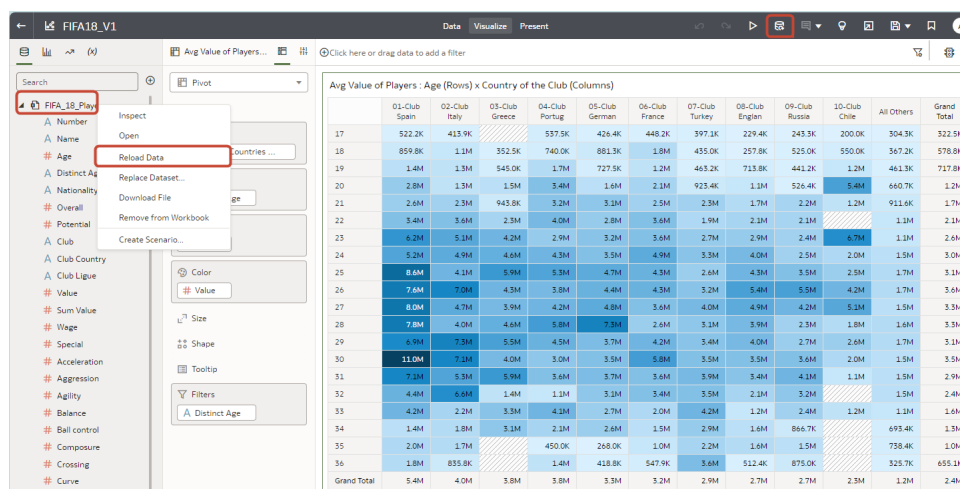 FIFA18_V1
Data Visualize Present
Avg Value of Players...
Click here or drag data to add a filter
Search
Pivot
FIFA_18_Playe
A Number
A Name
# Age
A Distinct Ag
A Nationality
# Overall
# Potential
A Club
A Club Country
A Club Ligue
# Value
# Sum Value
# Wage
# Special
# Acceleration
# Aggression
# Agility
# Balance
# Ball control
# Composure
# Crossing
# Curve
Inspect
Open
Reload Data
Replace Dataset...
Download File
Remove from Workbook
Create Scenario...
Countries ...
ge
Color
# Value
Size
Shape
Tooltip
Filters
A Distinct Age
Avg Value of Players : Age (Rows) x Country of the Club (Columns)
01-Club Spain 02-Club Italy 03-Club Greece 04-Club Portug 05-Club German 06-Club France 07-Club Turkey 08-Club Englan 09-Club Russia 10-Club Chile All Others Grand Total
17 522.2K 413.9K 537.5K 426.4K 448.2K 397.1K 229.4K 243.3K 200.0K 304.3K 322.5K
18 859.8K 1.1M 352.5K 740.0K 881.3K 1.8M 435.0K 257.8K 525.0K 550.0K 367.2K 578.8K
19 1.4M 1.3M 545.0K 1.7M 727.5K 1.2M 463.2K 713.8K 441.2K 1.2M 461.3K 717.8K
20 2.8M 1.3M 1.5M 3.4M 1.6M 2.1M 923.4K 1.1M 526.4K 5.4M 660.7K 1.2M
21 2.6M 2.3M 943.8K 3.2M 3.1M 2.5M 2.3M 1.7M 2.2M 1.2M 911.6K 1.7M
22 3.4M 3.6M 2.3M 4.0M 2.8M 3.6M 1.9M 2.1M 2.1M 1.1M 2.1M
23 6.2M 5.1M 4.2M 2.9M 3.2M 3.6M 2.7M 2.9M 2.4M 6.7M 1.1M 2.6M
24 5.2M 4.9M 4.6M 4.3M 3.5M 4.9M 3.3M 4.0M 2.5M 2.0M 1.5M 3.0M
25 8.6M 4.1M 5.9M 5.3M 4.7M 4.3M 2.6M 4.3M 3.5M 2.5M 1.7M 3.1M
26 7.6M 7.0M 4.3M 3.8M 4.4M 4.3M 3.2M 5.4M 5.5M 4.2M 1.7M 3.6M
27 8.0M 4.7M 3.9M 4.2M 4.8M 3.6M 4.0M 4.9M 4.2M 5.1M 1.5M 3.3M
28 7.8M 4.0M 4.6M 5.8M 7.3M 2.6M 3.1M 3.9M 2.3M 1.8M 1.6M 3.3M
29 6.9M 7.3M 5.5M 4.5M 3.7M 4.2M 3.4M 4.0M 2.7M 2.6M 1.7M 3.1M
30 11.0M 7.1M 4.0M 3.0M 3.5M 5.8M 3.5M 3.5M 3.6M 2.0M 1.5M 3.5M
31 7.1M 5.3M 5.9M 3.6M 3.7M 3.6M 3.9M 3.4M 4.1M 1.1M 1.5M 2.9M
32 4.4M 6.6M 1.4M 1.1M 3.1M 3.4M 3.5M 2.1M 3.2M 1.5M 2.4M
33 4.2M 2.2M 3.3M 4.1M 2.7M 2.0M 4.2M 1.2M 2.4M 1.2M 1.1M 1.6M
34 1.4M 1.8M 3.1M 2.1M 2.6M 1.5M 2.9M 1.6M 866.7K 693.4K 1.3M
35 2.0M 1.7M 450.0K 268.0K 1.0M 2.2M 1.6M 1.5M 738.4K 1.0M
36 1.8M 835.8K 1.4M 418.8K 547.9K 3.6M 512.4K 875.0K 325.7K 655.1K
Grand Total 5.4M 4.0M 3.8M 3.8M 3.3M 3.2M 2.9M 2.7M 2.7M 2.3M 1.2M 2.4M